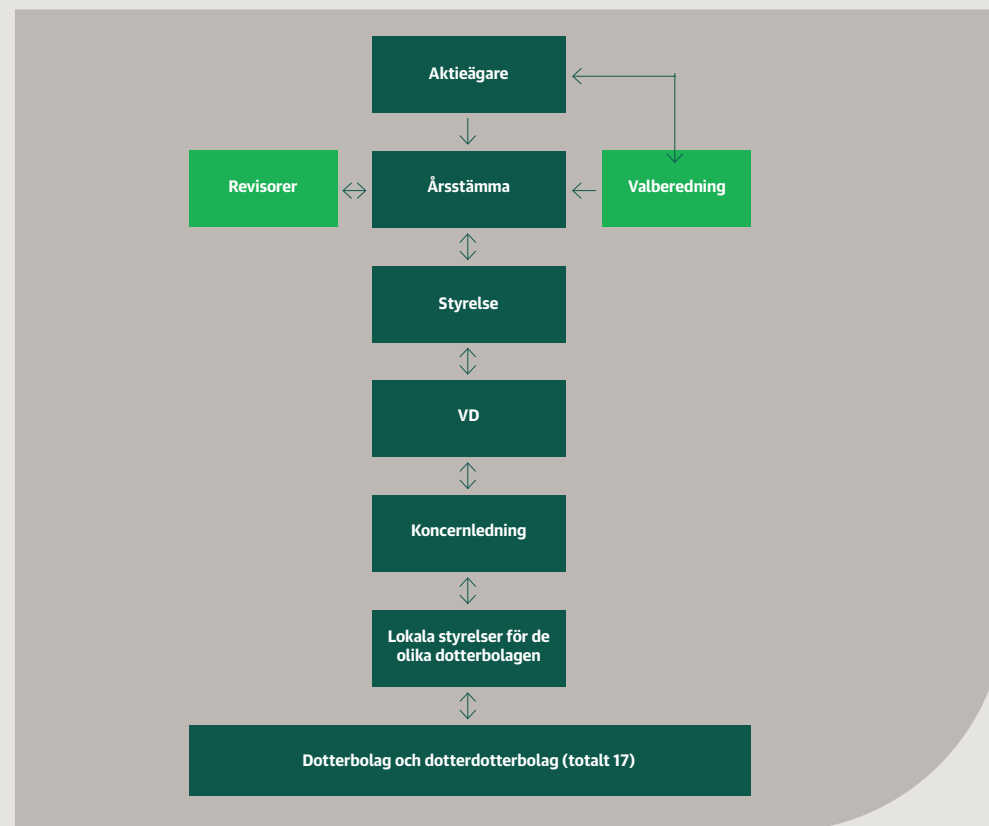 Aktieägare
Revisorer
Årsstämma
Valberedning
Styrelse
VD
Koncernledning
Lokala styrelser för de
olika dotterbolagen
Dotterbolag och dotterdotterbolag (totalt 17)